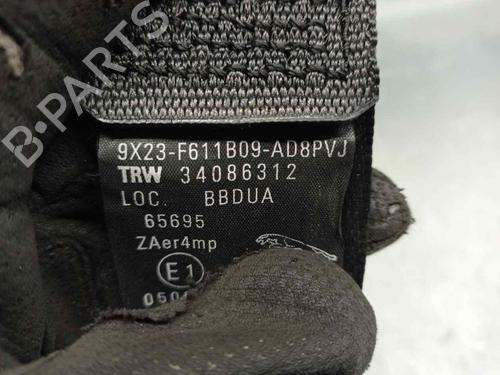 B-PARTS
9X23-F611B09-AD8PVJ
TRW 34086312
LOC. BBDUA
65695
ZAer4mp
E1